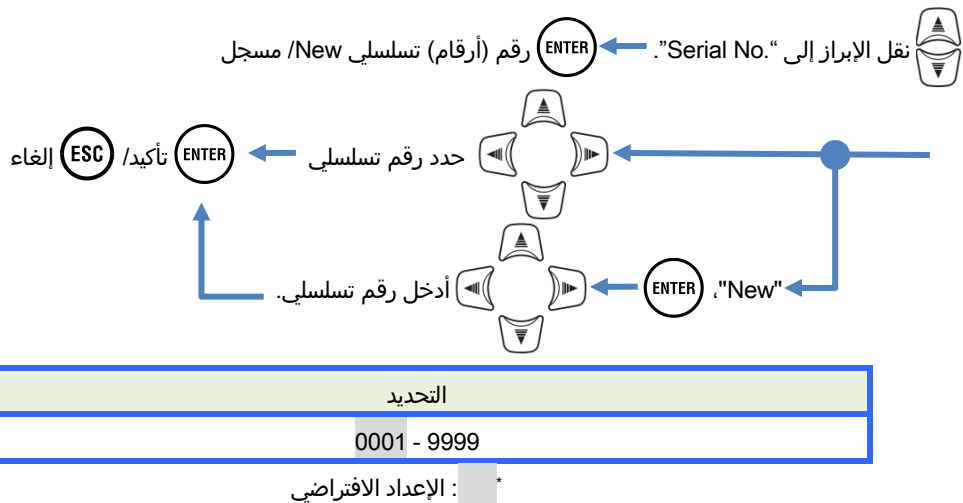 نقل الإبراز إلى “Serial No.”. ENTER رقم (أرقام) تسلسلي New/ مسجل
حدد رقم تسلسلي ENTER تأكيد/ ESC إلغاء
"New"، ENTER أدخل رقم تسلسلي.
التحديد
0001 - 9999
* : الإعداد الافتراضي